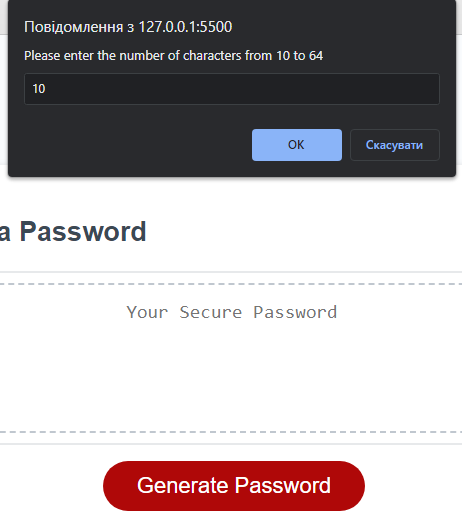 Повідомлення з 127.0.0.1:5500
Please enter the number of characters from 10 to 64
10
OK
Скасувати
a Password
Your Secure Password
Generate Password